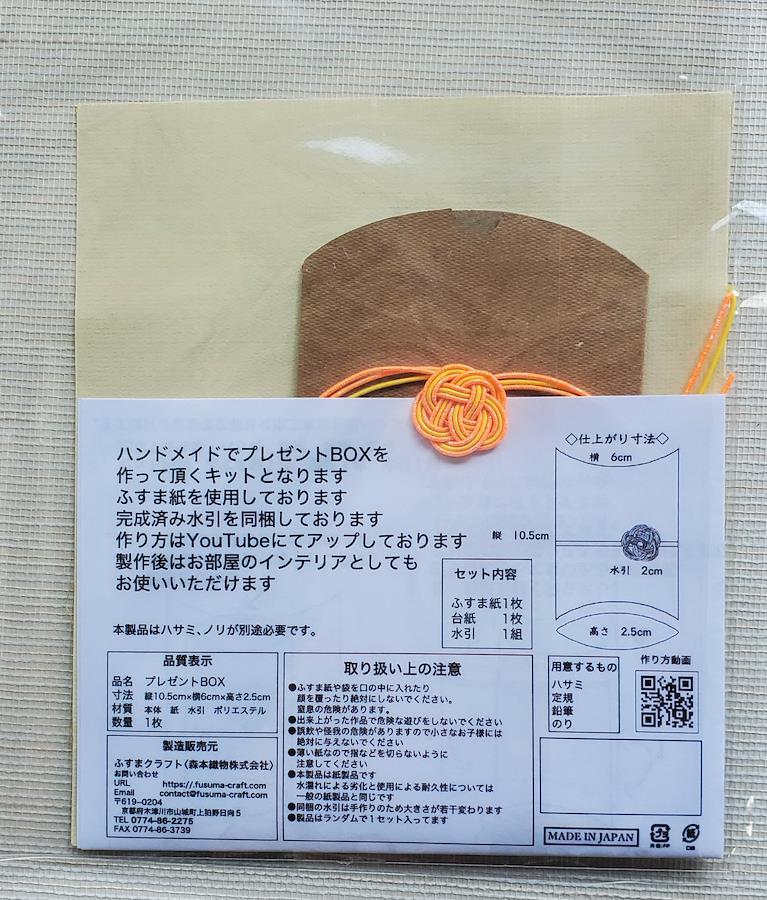 ハンドメイドでプレゼントBOXを
作って頂くキットとなります
ふすま紙を使用しております
完成済み水引を同梱しております
作り方はYouTubeにてアップしております
製作後はお部屋のインテリアとしても
お使いいただけます
本製品はハサミ、ノリが別途必要です。
◇仕上がり寸法◇
横 6cm
縦 10.5cm
水引 2cm
高さ 2.5cm
セット内容
ふすま紙1枚
台紙 1枚
水引 1組
品質表示
品名 プレゼントBOX
寸法 縦10.5cm×横6cm×高さ2.5cm
材質 本体 紙 水引 ポリエステル
数量 1枚
製造販売元
ふすまクラフト(森本織物株式会社)
お問い合わせ
URL https://.fusuma-craft.com
Email contact@fusuma-craft.com
〒619-0204
京都府木津川市山城町上狛野日向5
TEL 0774-86-2275
FAX 0774-86-3739
取り扱い上の注意
●ふすま紙や袋を口の中に入れたり
顔を覆ったり絶対にしないでください。
窒息の危険があります。
●出来上がった作品で危険な遊びをしないでください
●誤飲や怪我の危険がありますので小さなお子様には
絶対に与えないでください
●薄い紙なので指などを切らないように
注意してください
●本製品は紙製品です
水濡れによる劣化と使用による耐久性については
一般の紙製品と同じです
●同梱の水引は手作りのため大きさが若干変わります
●製品はランダムで1セット入ってます
用意するもの
ハサミ
定規
鉛筆
のり
作り方動画
MADE IN JAPAN
プラ
紙